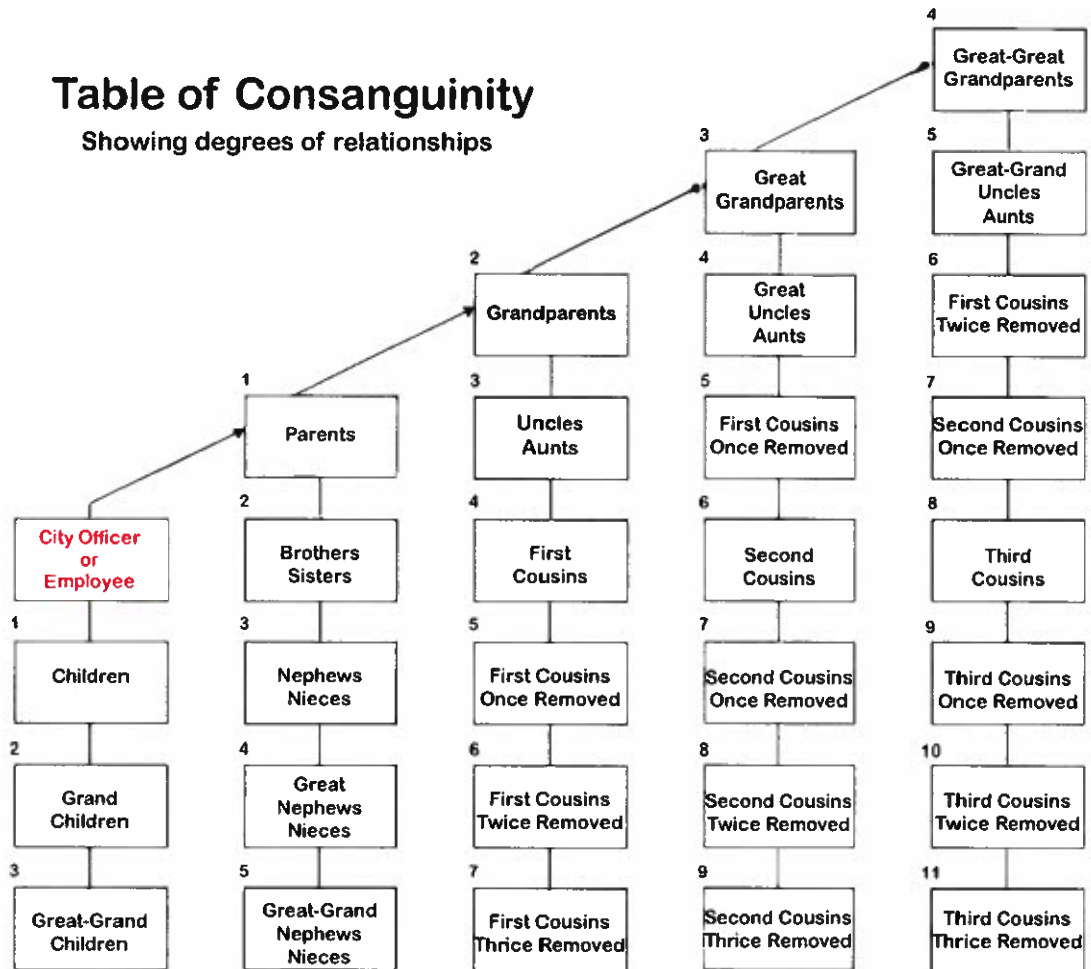 Table of Consanguinity
Showing degrees of relationships
City Officer
or
Employee
1
Children
2
Grand
Children
3
Great-Grand
Children
1
Parents
2
Brothers
Sisters
3
Nephews
Nieces
4
Great
Nephews
Nieces
5
Great-Grand
Nephews
Nieces
2
Grandparents
3
Uncles
Aunts
4
First
Cousins
5
First Cousins
Once Removed
6
First Cousins
Twice Removed
7
First Cousins
Thrice Removed
3
Great
Grandparents
4
Great
Uncles
Aunts
5
First Cousins
Once Removed
6
Second
Cousins
7
Second Cousins
Once Removed
8
Second Cousins
Twice Removed
9
Second Cousins
Thrice Removed
4
Great-Great
Grandparents
5
Great-Grand
Uncles
Aunts
6
First Cousins
Twice Removed
7
Second Cousins
Once Removed
8
Third
Cousins
9
Third Cousins
Once Removed
10
Third Cousins
Twice Removed
11
Third Cousins
Thrice Removed